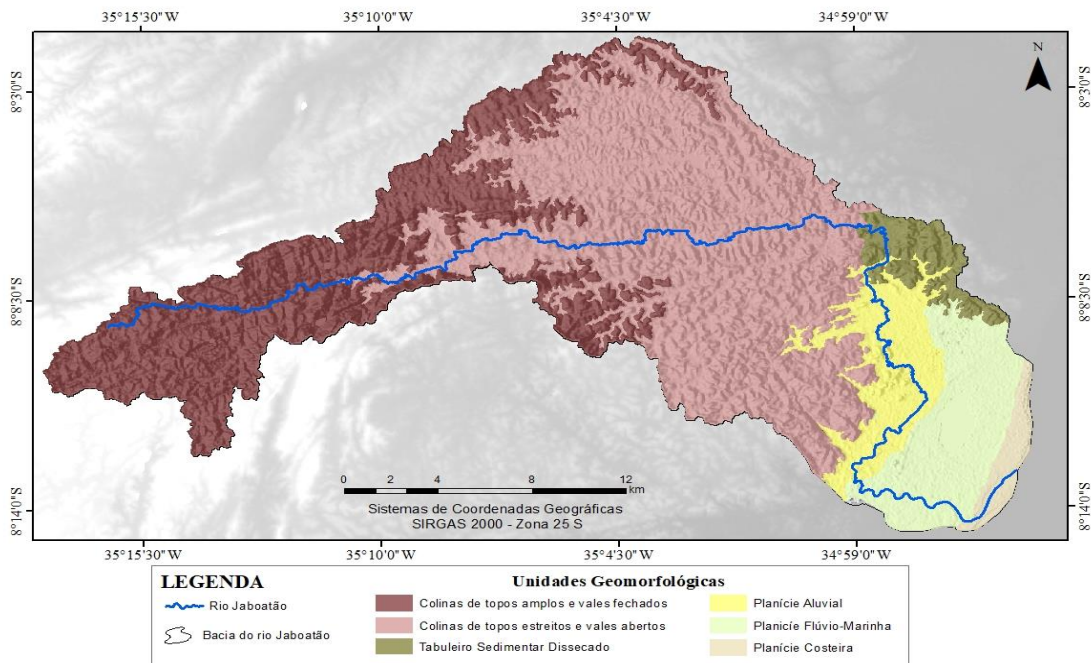 35°15'30"W 35°10'0"W 35°4'30"W 34°59'0"W
N
8°3'0"S 8°3'0"S
8°8'30"S 8°8'30"S
8°14'0"S 8°14'0"S
0 2 4 8 12
km
Sistemas de Coordenadas Geográficas
SIRGAS 2000 - Zona 25 S
35°15'30"W 35°10'0"W 35°4'30"W 34°59'0"W
LEGENDA
Rio Jaboatão
Bacia do rio Jaboatão
Unidades Geomorfológicas
Colinas de topos amplos e vales fechados
Colinas de topos estreitos e vales abertos
Tabuleiro Sedimentar Dissecado
Planície Aluvial
Planicíe Flúvio-Marinha
Planície Costeira